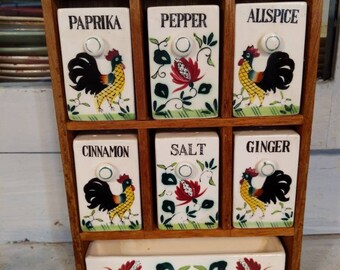 PAPRIKA PEPPER ALLSPICE
CINNAMON SALT GINGER